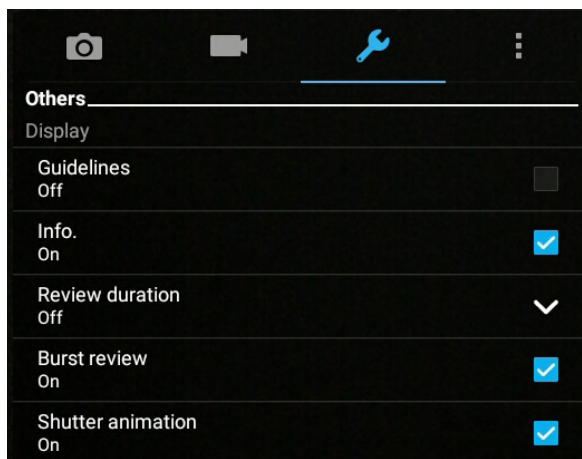 Others
Display
Guidelines
Off
Info.
On
Review duration
Off
Burst review
On
Shutter animation
On